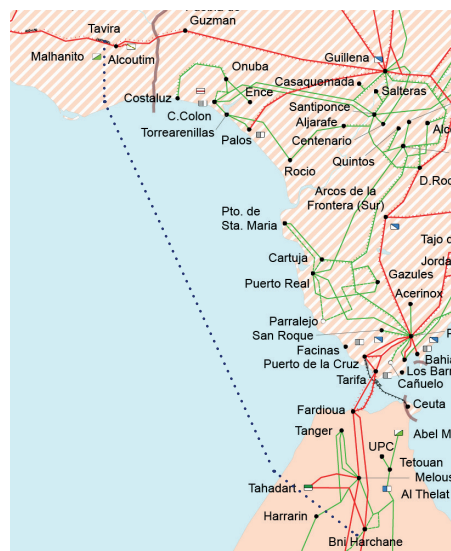 Guzman
Tavira
Malhanito
Alcoutim
Guillena
Onuba
Casaquemada
Ence
Salteras
Costaluz
C.Colon
Santiponce
Torrearenillas
Aljarafe
Palos
Centenario
Quintos
Rocio
D.Roc
Arcos de la
Frontera (Sur)
Pto. de
Sta. Maria
Tajo d
Cartuja
Jorda
Puerto Real
Gazules
Acerinox
Parralejo
San Roque
Facinas
Puerto de la Cruz
Bahia
Los Barr
Tarifa
Cañuelo
Ceuta
Fardioua
Tanger
Abel M
UPC
Tetouan
Melous
Tahadart
Al Thelat
Harrarin
Bni Harchane